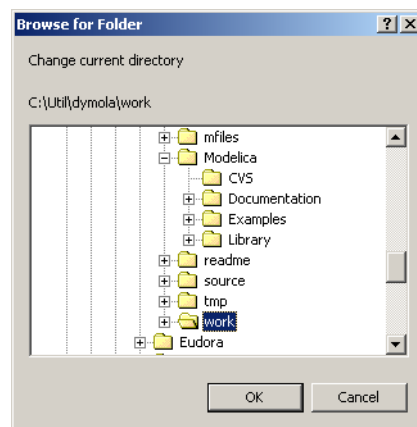 Browse for Folder
Change current directory
C:\Util\dymola\work
mfiles
Modelica
CVS
Documentation
Examples
Library
readme
source
tmp
work
Eudora
OK Cancel